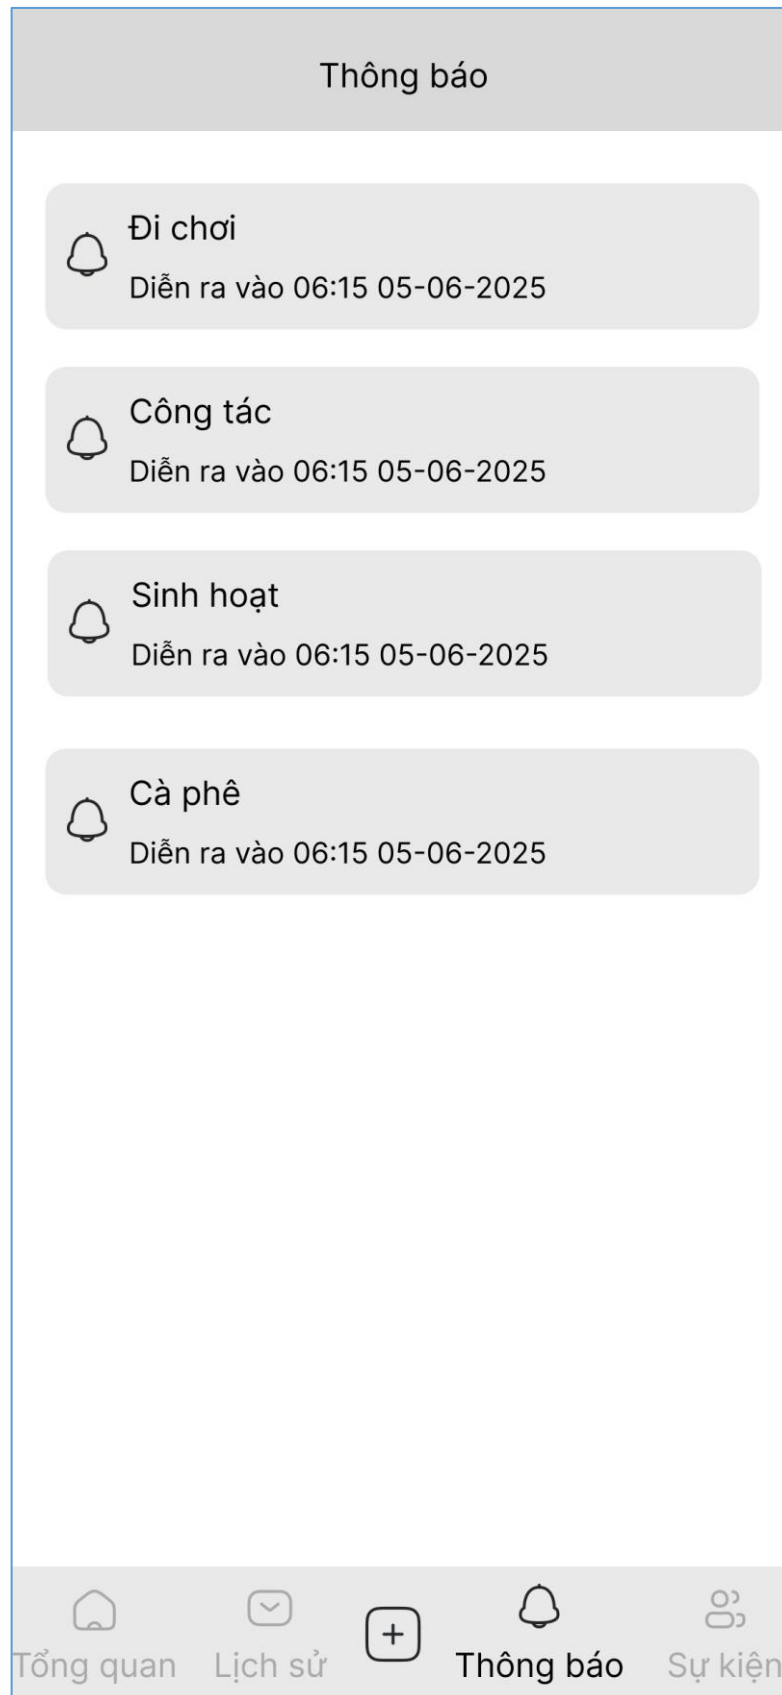 Thông báo
Đi chơi
Diễn ra vào 06:15 05-06-2025
Công tác
Diễn ra vào 06:15 05-06-2025
Sinh hoạt
Diễn ra vào 06:15 05-06-2025
Cà phê
Diễn ra vào 06:15 05-06-2025
Tổng quan Lịch sử Thông báo Sự kiện